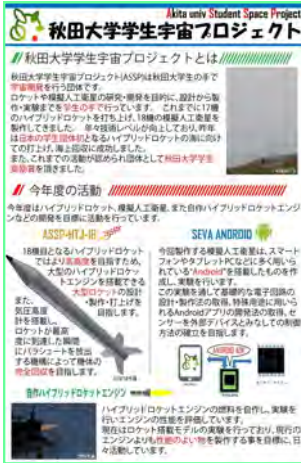 Akita univ Student Space Project
秋田大学学生宇宙プロジェクト
秋田大学学生宇宙プロジェクトとは
秋田大学学生宇宙プロジェクト(ASSP)は秋田大学生の手で
宇宙開発を行う団体です。
ロケットや模擬人工衛星の研究・開発を目的に、設計から製
作・実験までを学生の手で行っています。 これまでに17機
のハイブリッドロケットを打ち上げ、18機の模擬人工衛星を
製作してきました。 年々技術レベルが向上しており、昨年
は日本の学生団体初となるハイブリッドロケットの海に向け
ての打上げ、海上回収に成功しました。
また、これまでの活動が認められ団体として秋田大学学生
表彰を頂きました。
今年度の活動
今年度はハイブリッドロケット、模擬人工衛星、また自作ハイブリッドロケットエンジ
ンなどの開発を目標に活動を行っています。
SEVA ANDROID
18機目となるハイブリッドロケット
ではより高高度を目指すため、
大型のハイブリッドロケッ
トエンジンを搭載できる
大型ロケットの設計
・製作・打上げを
目指します。
また、
気圧高度
計を搭載し、
ロケットが最高
度に到達した瞬間
にパラシュートを放出
する機構によって機体の
完全回収を目指します。
今回製作する模擬人工衛星は、スマート
フォンやタブレットPCなどに多く用いら
れている"Android"を搭載したものを作
成し、実験を行います。
この実験を通して基礎的な電子回路の
設計・製作法の取得、特殊用途に用いら
れるAndroidアプリの開発法の取得、セ
ンサーを外部デバイスとみなしての制御
方法の確立を目指します。
自作ハイブリッドロケットエンジン
ハイブリッドロケットエンジンの燃料を自作し、実験を
行いエンジンの性能を評価しています。
現在はロケット搭載モデルの実験を行っており、現行の
エンジンよりも性能のよい物を製作する事を目標に、日
々活動しています。